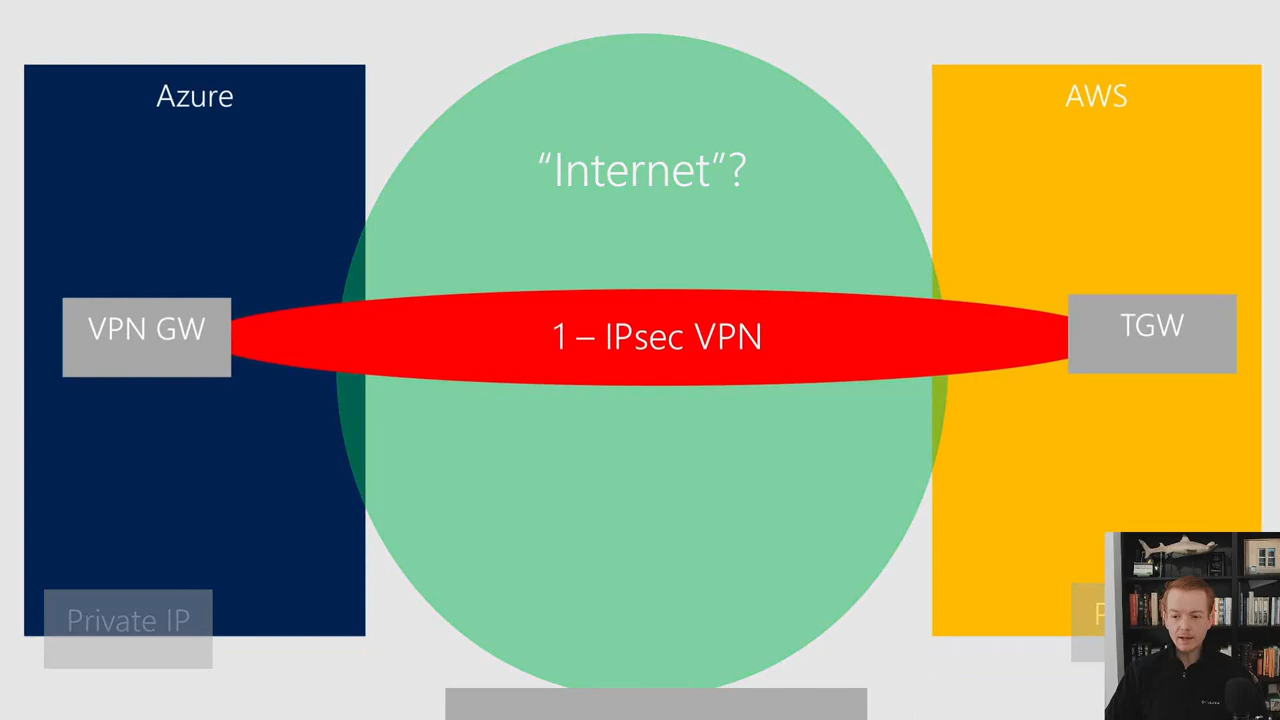 Azure
AWS
“Internet”?
VPN GW
1 – IPsec VPN
TGW
Private IP
P